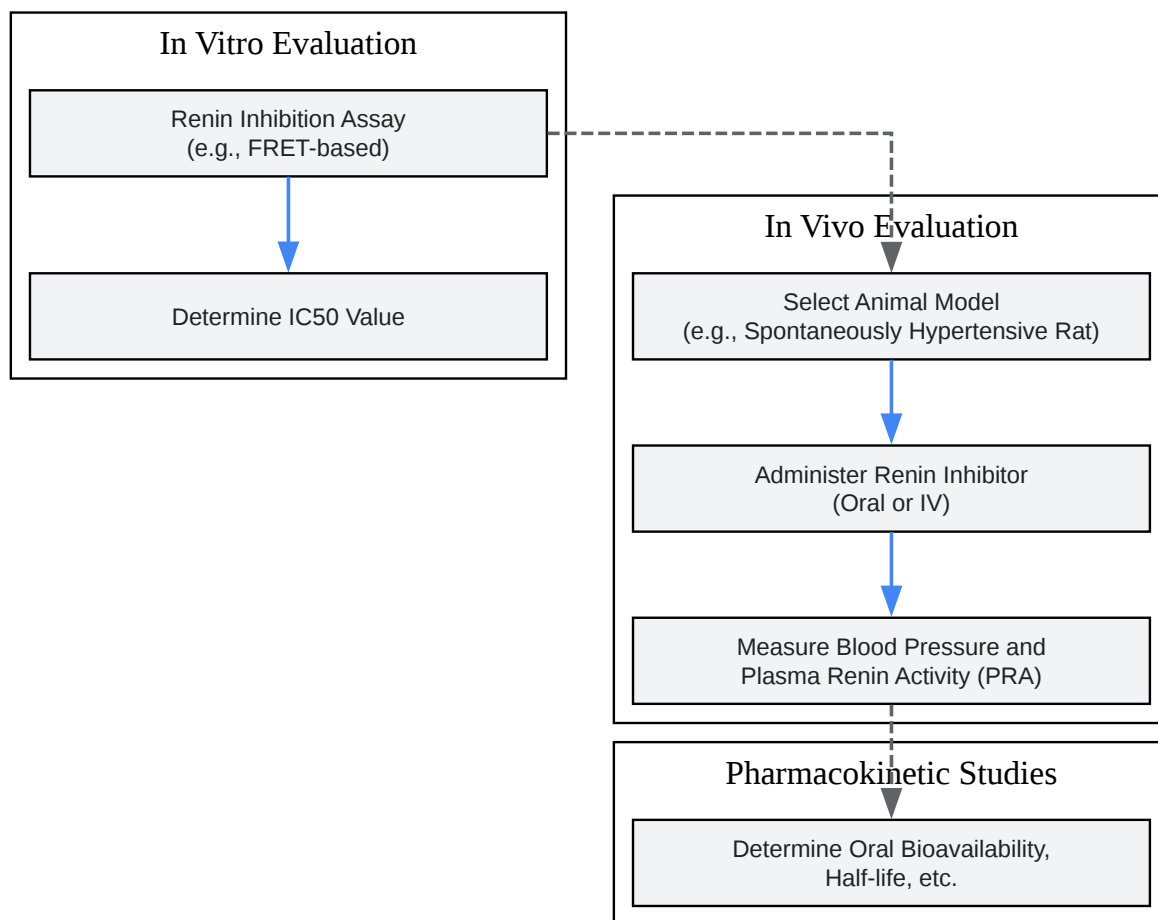 In Vitro Evaluation
Renin Inhibition Assay
(e.g., FRET-based)
Determine IC50 Value
In Vivo Evaluation
Select Animal Model
(e.g., Spontaneously Hypertensive Rat)
Administer Renin Inhibitor
(Oral or IV)
Measure Blood Pressure and
Plasma Renin Activity (PRA)
Pharmacokinetic Studies
Determine Oral Bioavailability,
Half-life, etc.